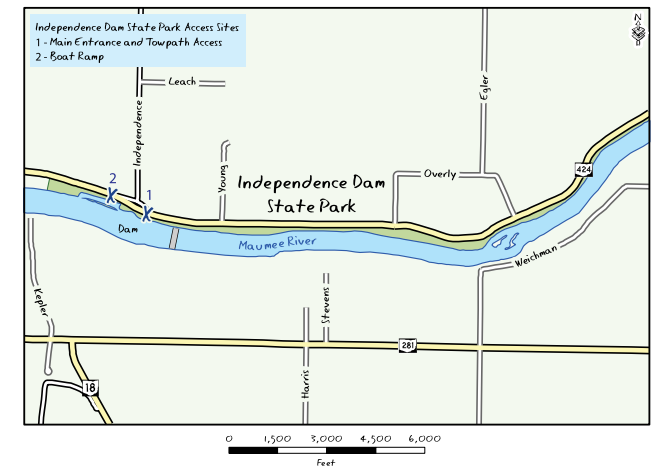 Independence Dam State Park Access Sites
1 - Main Entrance and Towpath Access
2 - Boat Ramp
N
Leach
Independence
Egler
Young
Independence Dam
State Park
Overly
424
2
1
Dam
Maumee River
Weichman
Kepler
Stevens
281
Harris
18
0 1,500 3,000 4,500 6,000
Feet